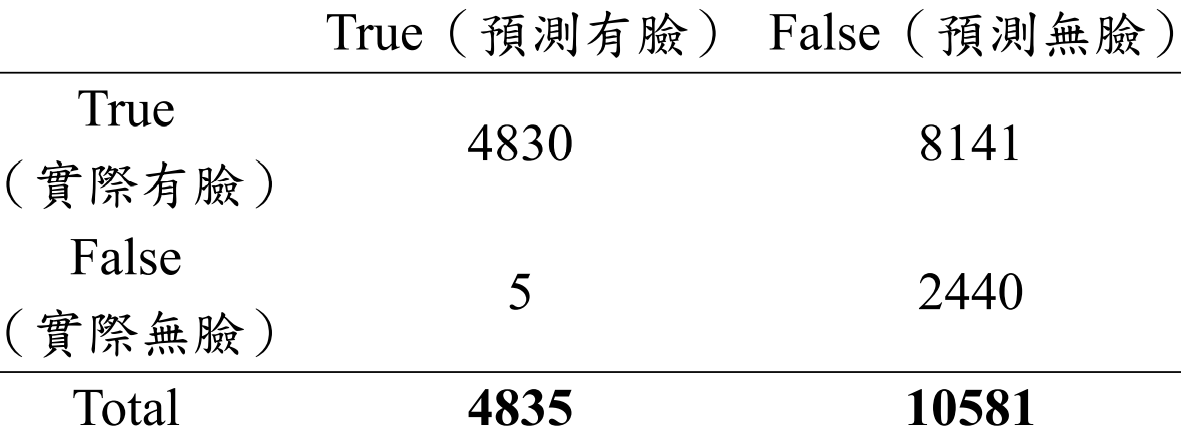 True（預測有臉） False（預測無臉）
True
（實際有臉） 4830 8141
False
（實際無臉） 5 2440
Total 4835 10581